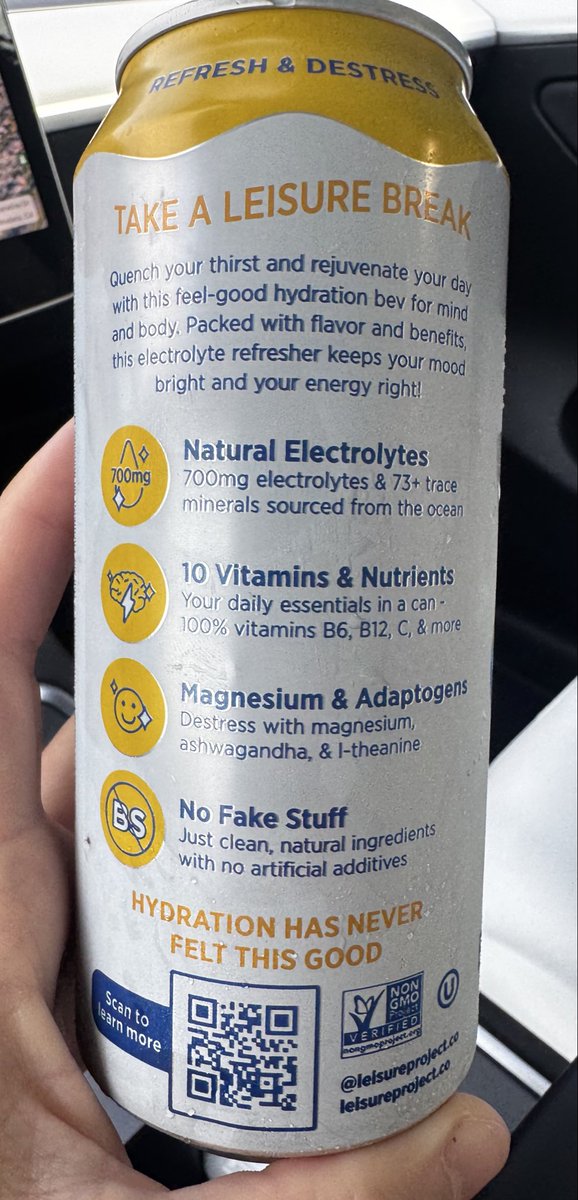 REFRESH & DESTRESS
TAKE A LEISURE BREAK
Quench your thirst and rejuvenate your day
with this feel-good hydration bev for mind
and body. Packed with flavor and benefits,
this electrolyte refresher keeps your mood
bright and your energy right!
700mg
Natural Electrolytes
700mg electrolytes & 73+ trace
minerals sourced from the ocean
10 Vitamins & Nutrients
Your daily essentials in a can -
100% vitamins B6, B12, C, & more
Magnesium & Adaptogens
Destress with magnesium,
ashwagandha, & l-theanine
BS
No Fake Stuff
Just clean, natural ingredients
with no artificial additives
HYDRATION HAS NEVER
FELT THIS GOOD
Scan to
learn more
NON
GMO
Project
VERIFIED
nongmoproject.org
U
@leisureproject.co
leisureproject.co